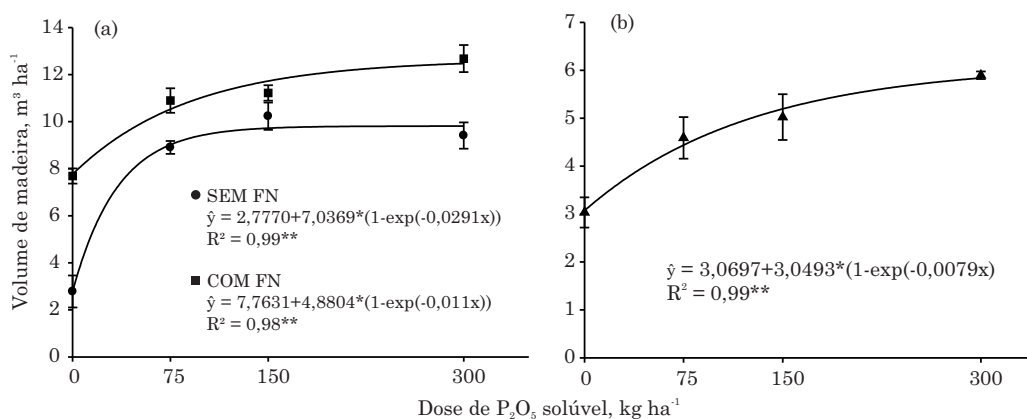 Volume de madeira, m³ ha⁻¹
14
12
10
8
6
4
2
0
(a)
SEM FN
ŷ = 2,7770+7,0369*(1-exp(-0,0291x))
R² = 0,99**
COM FN
ŷ = 7,7631+4,8804*(1-exp(-0,011x))
R² = 0,98**
0 75 150 300
7
6
5
4
3
2
1
0
(b)
ŷ = 3,0697+3,0493*(1-exp(-0,0079x)
R² = 0,99**
0 75 150 300
Dose de P₂O₅ solúvel, kg ha⁻¹